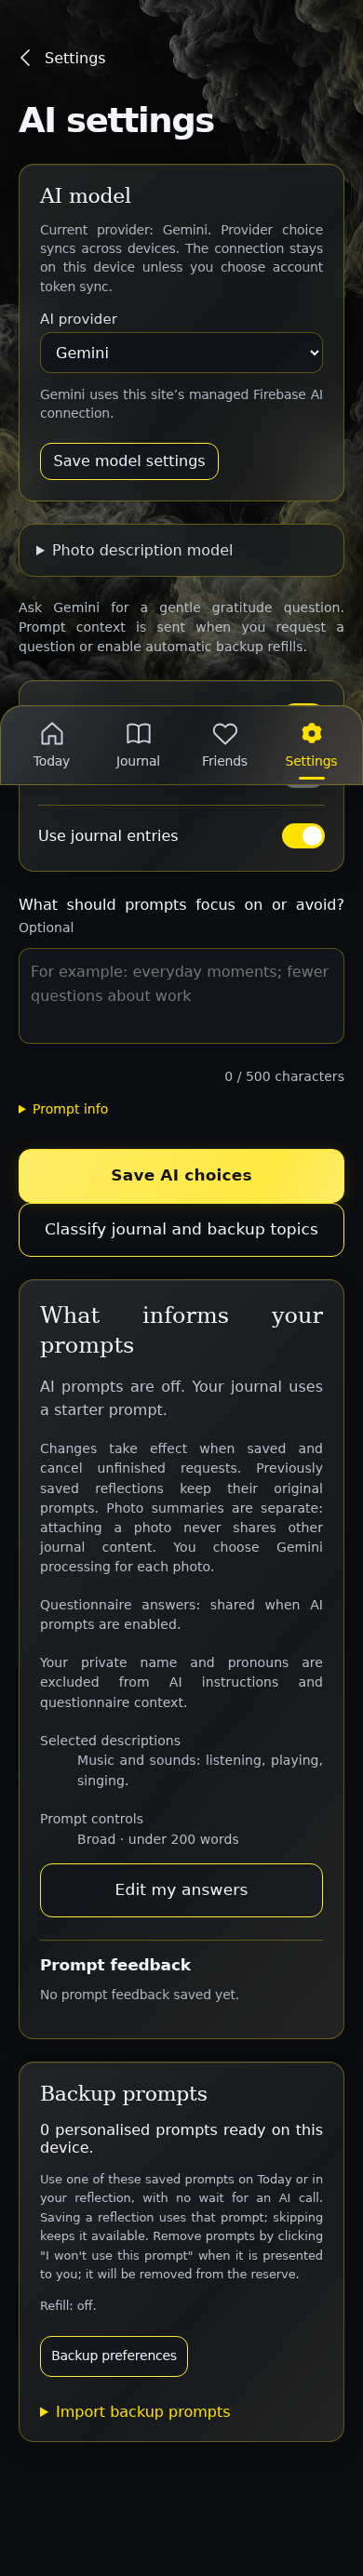 Settings
AI settings
AI model
Current provider: Gemini. Provider choice
syncs across devices. The connection stays
on this device unless you choose account
token sync.
AI provider
Gemini
Gemini uses this site’s managed Firebase AI
connection.
Save model settings
Photo description model
Ask Gemini for a gentle gratitude question.
Prompt context is sent when you request a
question or enable automatic backup refills.
Today
Journal
Friends
Settings
Use journal entries
What should prompts focus on or avoid?
Optional
For example: everyday moments; fewer
questions about work
0 / 500 characters
Prompt info
Save AI choices
Classify journal and backup topics
What informs your
prompts
AI prompts are off. Your journal uses
a starter prompt.
Changes take effect when saved and
cancel unfinished requests. Previously
saved reflections keep their original
prompts. Photo summaries are separate:
attaching a photo never shares other
journal content. You choose Gemini
processing for each photo.
Questionnaire answers: shared when AI
prompts are enabled.
Your private name and pronouns are
excluded from AI instructions and
questionnaire context.
Selected descriptions
Music and sounds: listening, playing,
singing.
Prompt controls
Broad · under 200 words
Edit my answers
Prompt feedback
No prompt feedback saved yet.
Backup prompts
0 personalised prompts ready on this
device.
Use one of these saved prompts on Today or in
your reflection, with no wait for an AI call.
Saving a reflection uses that prompt; skipping
keeps it available. Remove prompts by clicking
"I won't use this prompt" when it is presented
to you; it will be removed from the reserve.
Refill: off.
Backup preferences
Import backup prompts